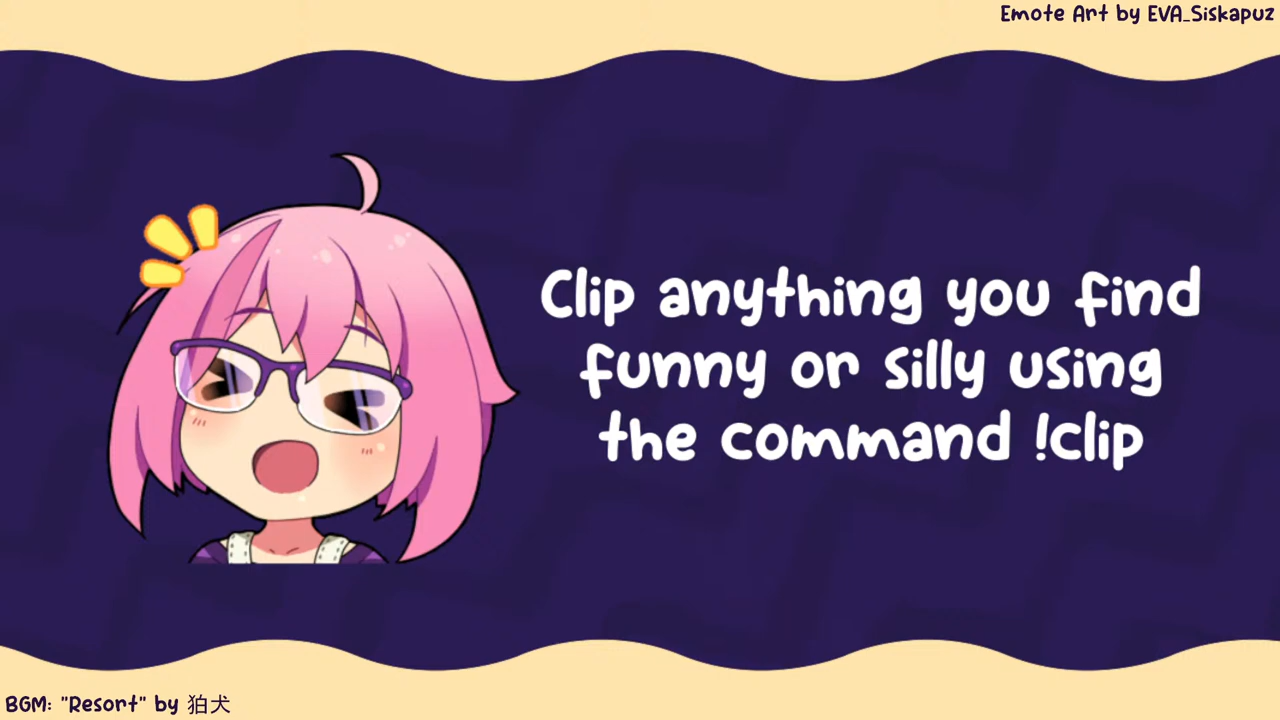 Emote Art by EVA_Siskapuz
Clip anything you find
funny or silly using
the command !clip
BGM: "Resort" by 狛犬